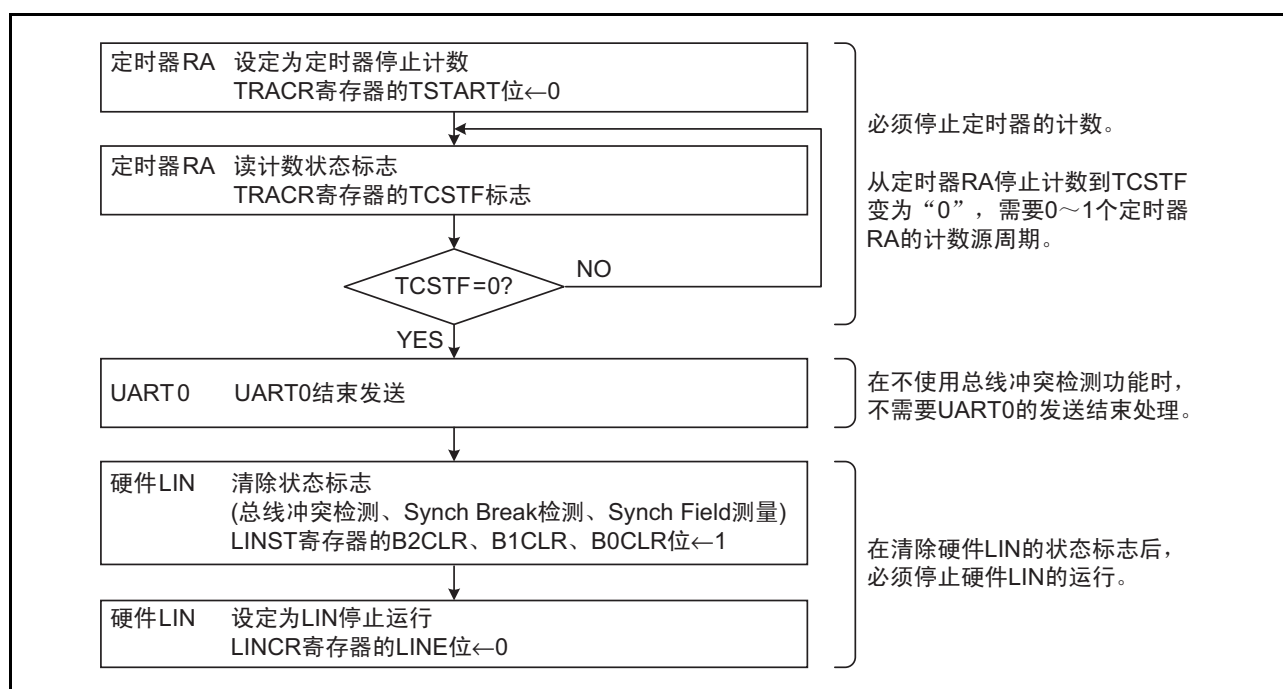 定时器RA 设定为定时器停止计数
TRACR寄存器的TSTART位←0
定时器RA 读计数状态标志
TRACR寄存器的TCSTF标志
TCSTF=0?
NO
YES
必须停止定时器的计数。
从定时器RA停止计数到TCSTF
变为“0”，需要0～1个定时器
RA的计数源周期。
UART0 UART0结束发送
在不使用总线冲突检测功能时，
不需要UART0的发送结束处理。
硬件LIN 清除状态标志
(总线冲突检测、Synch Break检测、Synch Field测量)
LINST寄存器的B2CLR、B1CLR、B0CLR位←1
硬件LIN 设定为LIN停止运行
LINCR寄存器的LINE位←0
在清除硬件LIN的状态标志后，
必须停止硬件LIN的运行。